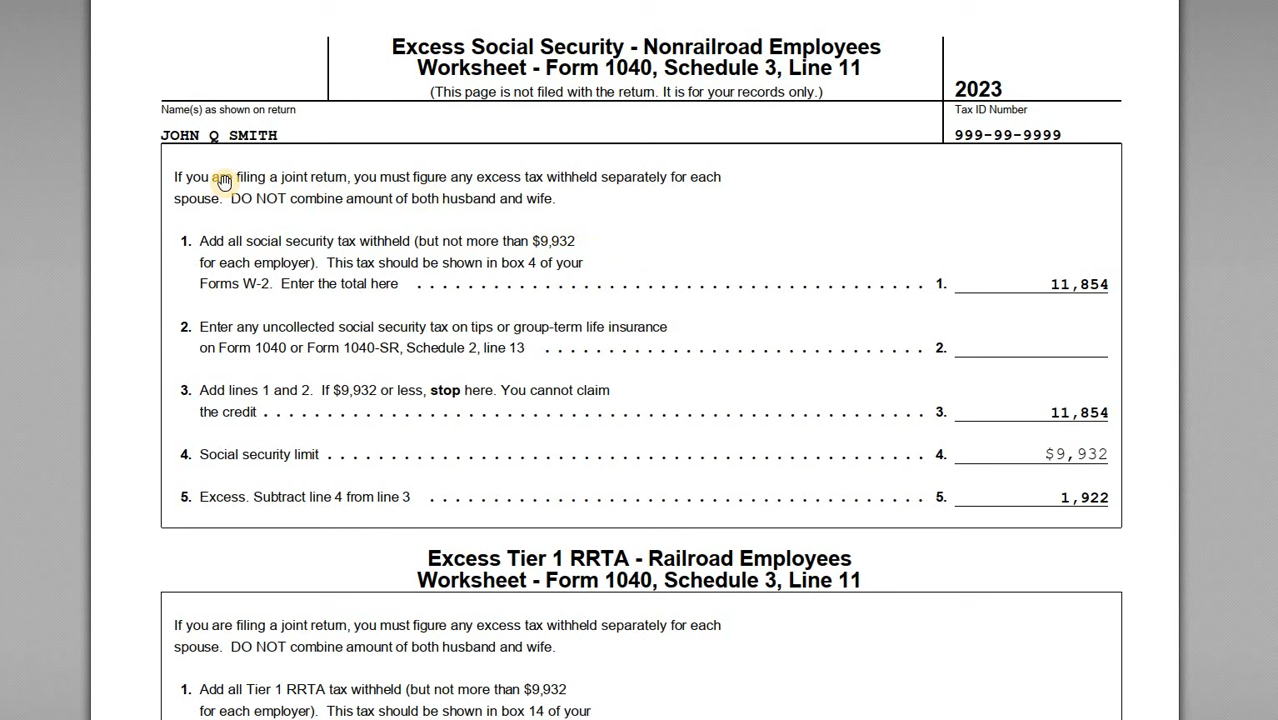 Excess Social Security - Nonrailroad Employees
Worksheet - Form 1040, Schedule 3, Line 11
(This page is not filed with the return. It is for your records only.)
2023
Name(s) as shown on return
Tax ID Number
JOHN Q SMITH
999-99-9999
If you are filing a joint return, you must figure any excess tax withheld separately for each
spouse. DO NOT combine amount of both husband and wife.
1. Add all social security tax withheld (but not more than $9,932
for each employer). This tax should be shown in box 4 of your
Forms W-2. Enter the total here . . . . . . . . . . . . . . . . . . . . . . . . . . . . . . . . . . . . . . . . . . . . . . . . 1. 11,854
2. Enter any uncollected social security tax on tips or group-term life insurance
on Form 1040 or Form 1040-SR, Schedule 2, line 13 . . . . . . . . . . . . . . . . . . . . . . . . . . . . . . . . . . . . 2.
3. Add lines 1 and 2. If $9,932 or less, stop here. You cannot claim
the credit . . . . . . . . . . . . . . . . . . . . . . . . . . . . . . . . . . . . . . . . . . . . . . . . . . . . . . . . . . . . . . 3. 11,854
4. Social security limit . . . . . . . . . . . . . . . . . . . . . . . . . . . . . . . . . . . . . . . . . . . . . . . . . . . . . . . . 4. $9,932
5. Excess. Subtract line 4 from line 3 . . . . . . . . . . . . . . . . . . . . . . . . . . . . . . . . . . . . . . . . . . . . . . . 5. 1,922
Excess Tier 1 RRTA - Railroad Employees
Worksheet - Form 1040, Schedule 3, Line 11
If you are filing a joint return, you must figure any excess tax withheld separately for each
spouse. DO NOT combine amount of both husband and wife.
1. Add all Tier 1 RRTA tax withheld (but not more than $9,932
for each employer). This tax should be shown in box 14 of your